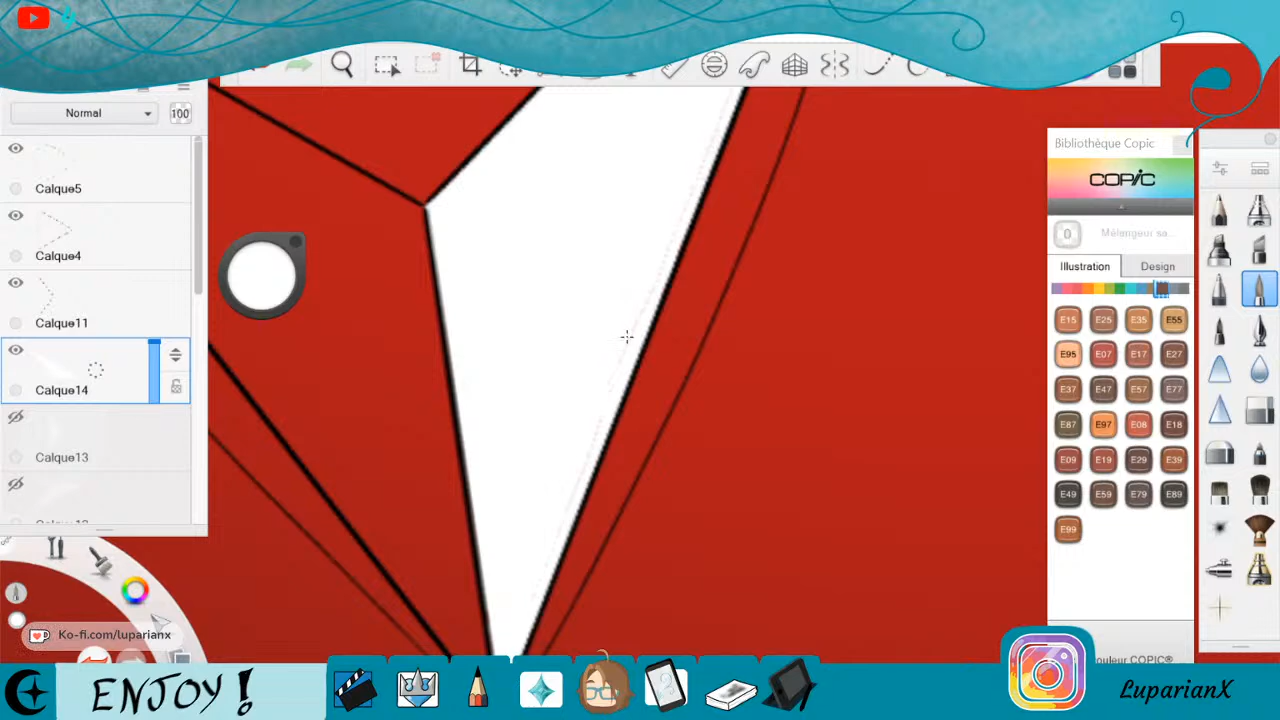 Normal
100
Calque5
Calque4
Calque11
Calque14
Calque13
Bibliothèque Copic
COPIC
0
Mélangeur sa...
Illustration
Design
E15 E25 E35 E55
E95 E07 E17 E27
E37 E47 E57 E77
E87 E97 E08 E18
E09 E19 E29 E39
E49 E59 E79 E89
E99
ouleur COPIC®
Ko-fi.com/luparianx
ENJOY !
LuparianX